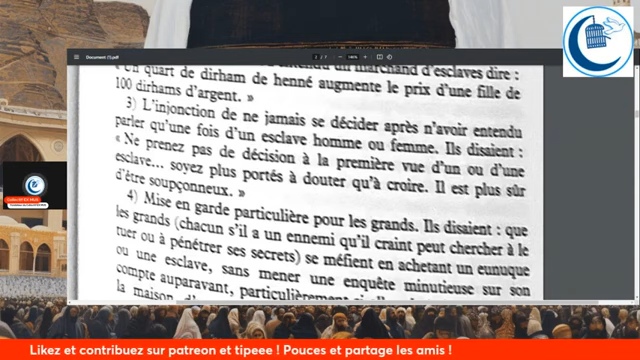 Document (1).pdf
1 / 7
d'esclaves dire :
« Un quart de dirham de henné augmente le prix d'une fille de
100 dirhams d'argent. »
3) L'injonction de ne jamais se décider après n'avoir entendu
parler qu'une fois d'un esclave homme ou femme. Ils disaient :
« Ne prenez pas de décision à la première vue d'un ou d'une
esclave... soyez plus portés à douter qu'à croire. Il est plus sûr
d'être soupçonneux. »
4) Mise en garde particulière pour les grands. Ils disaient : que
les grands (chacun s'il a un ennemi qu'il craint peut chercher à le
tuer ou à pénétrer ses secrets) se méfient en achetant un eunuque
ou une esclave, sans mener une enquête minutieuse sur son
compte auparavant, particulièrement
la maison
Likez et contribuez sur patreon et tipeee ! Pouces et partage les amis !